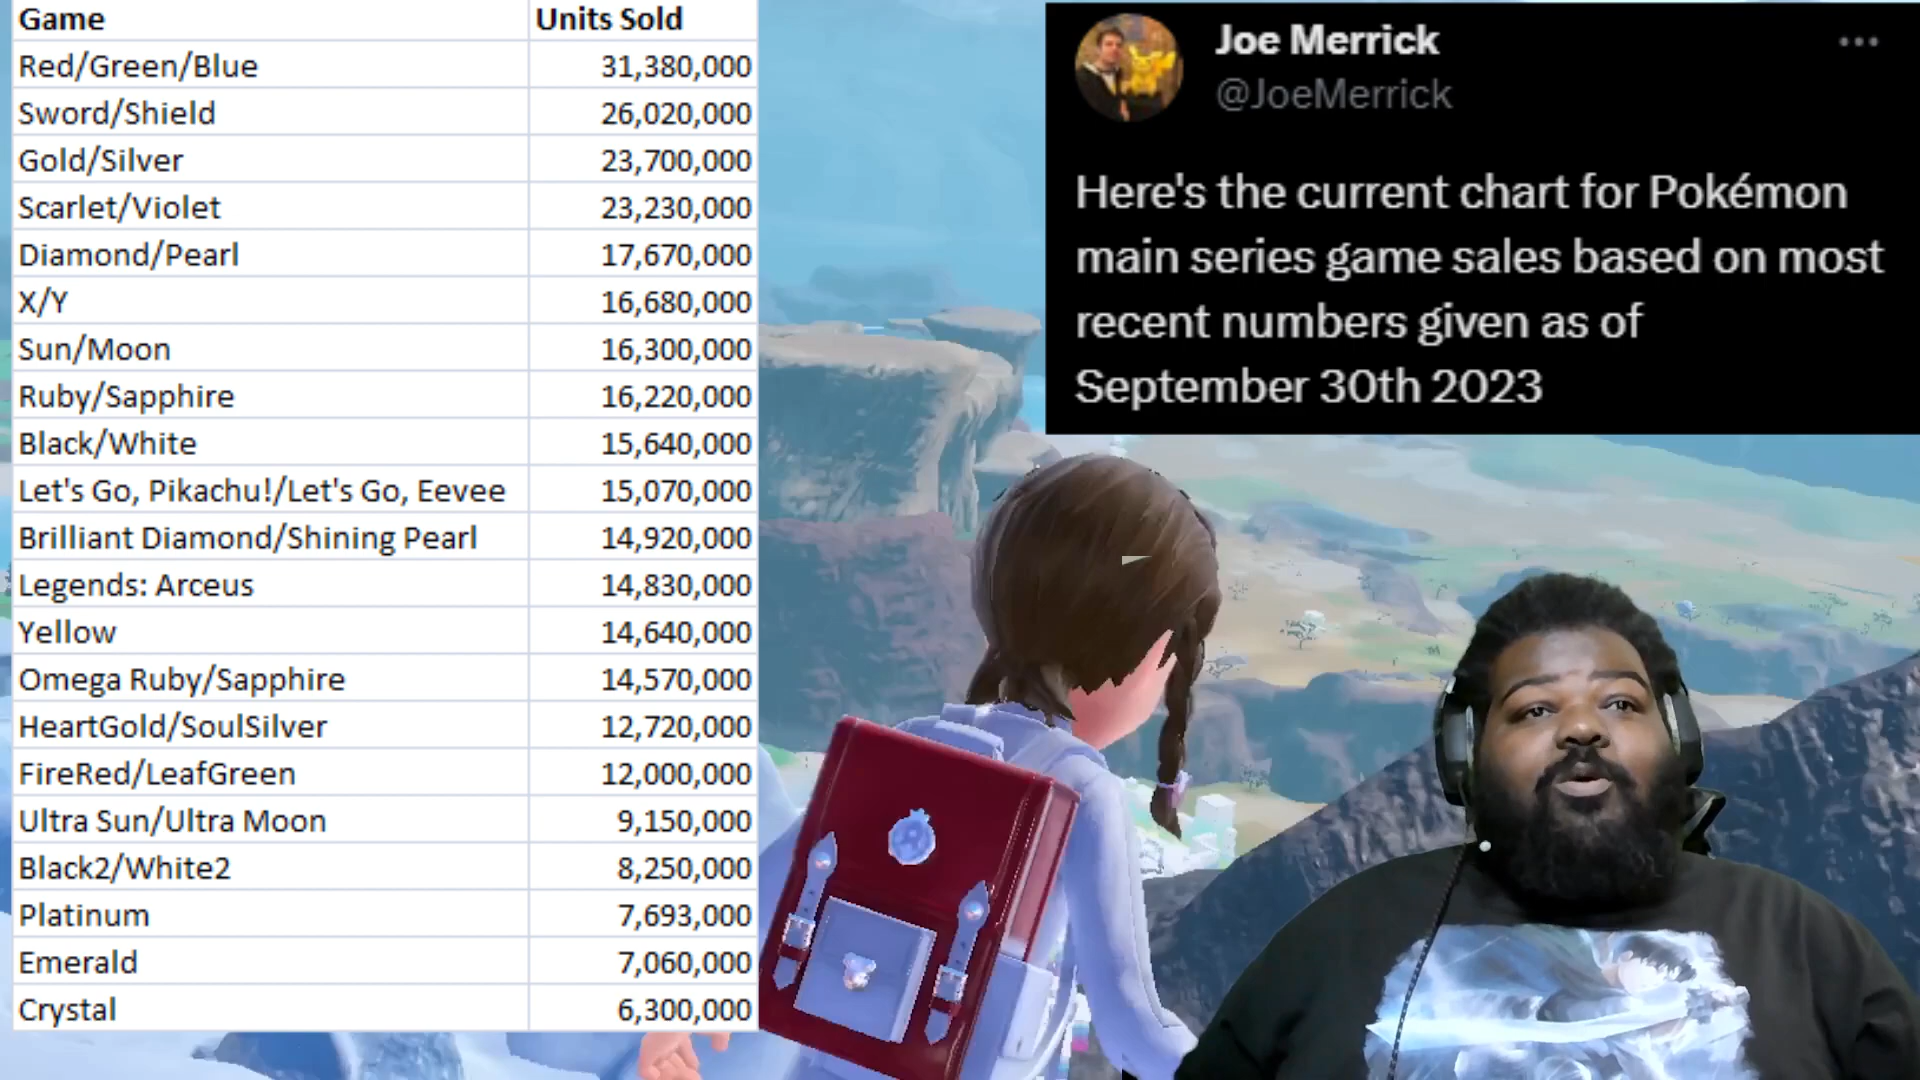 Game Units Sold
Red/Green/Blue 31,380,000
Sword/Shield 26,020,000
Gold/Silver 23,700,000
Scarlet/Violet 23,230,000
Diamond/Pearl 17,670,000
X/Y 16,680,000
Sun/Moon 16,300,000
Ruby/Sapphire 16,220,000
Black/White 15,640,000
Let's Go, Pikachu!/Let's Go, Eevee 15,070,000
Brilliant Diamond/Shining Pearl 14,920,000
Legends: Arceus 14,830,000
Yellow 14,640,000
Omega Ruby/Sapphire 14,570,000
HeartGold/SoulSilver 12,720,000
FireRed/LeafGreen 12,000,000
Ultra Sun/Ultra Moon 9,150,000
Black2/White2 8,250,000
Platinum 7,693,000
Emerald 7,060,000
Crystal 6,300,000
Joe Merrick
@JoeMerrick
Here's the current chart for Pokémon
main series game sales based on most
recent numbers given as of
September 30th 2023